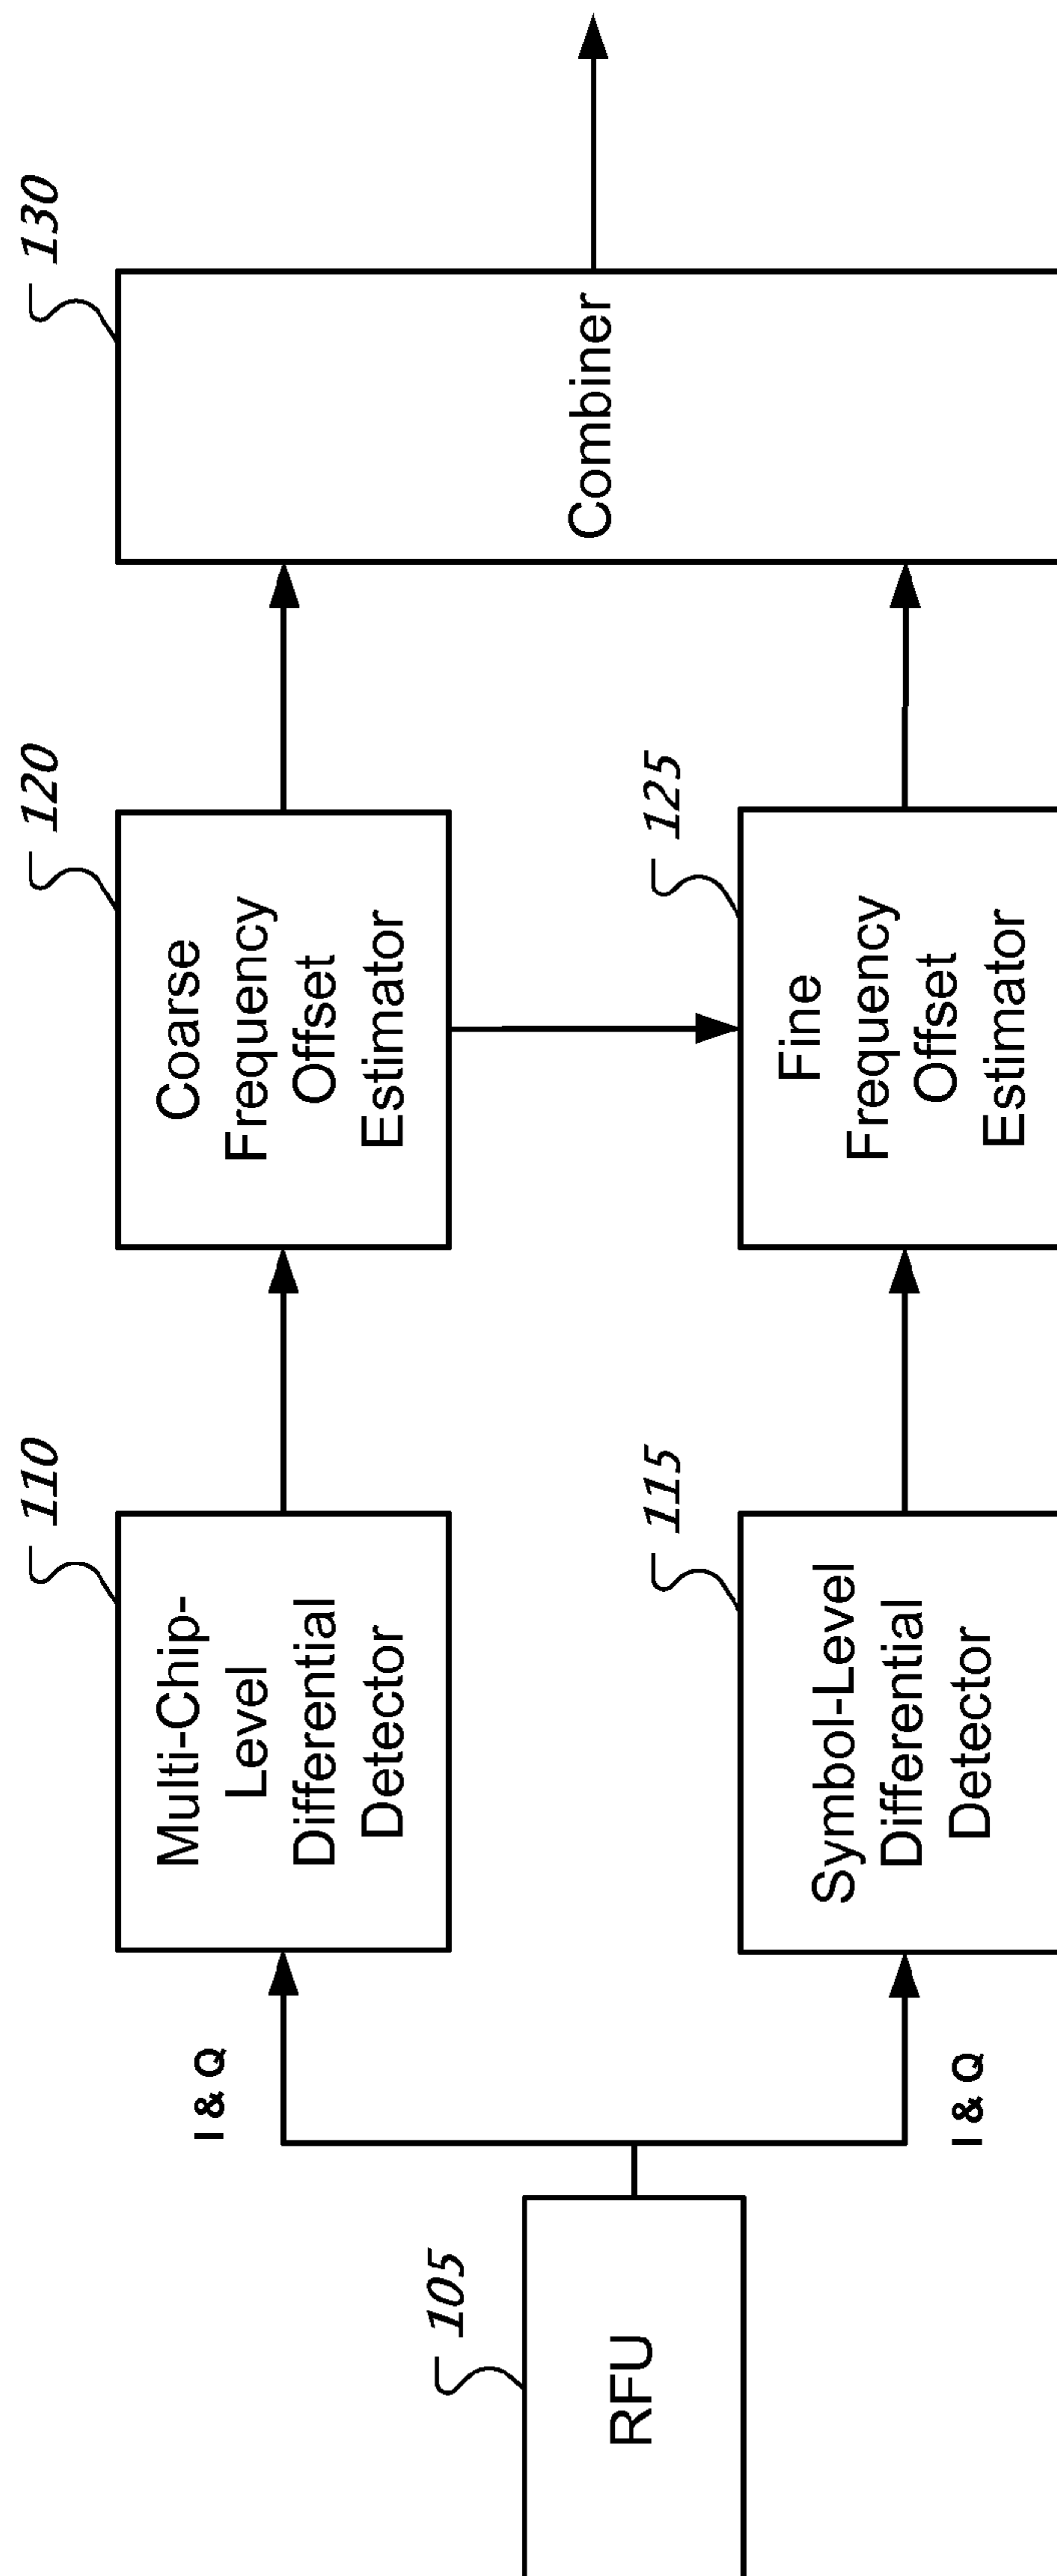 105
RFU
I & Q
I & Q
110
Multi-Chip-
Level
Differential
Detector
115
Symbol-Level
Differential
Detector
120
Coarse
Frequency
Offset
Estimator
125
Fine
Frequency
Offset
Estimator
130
Combiner